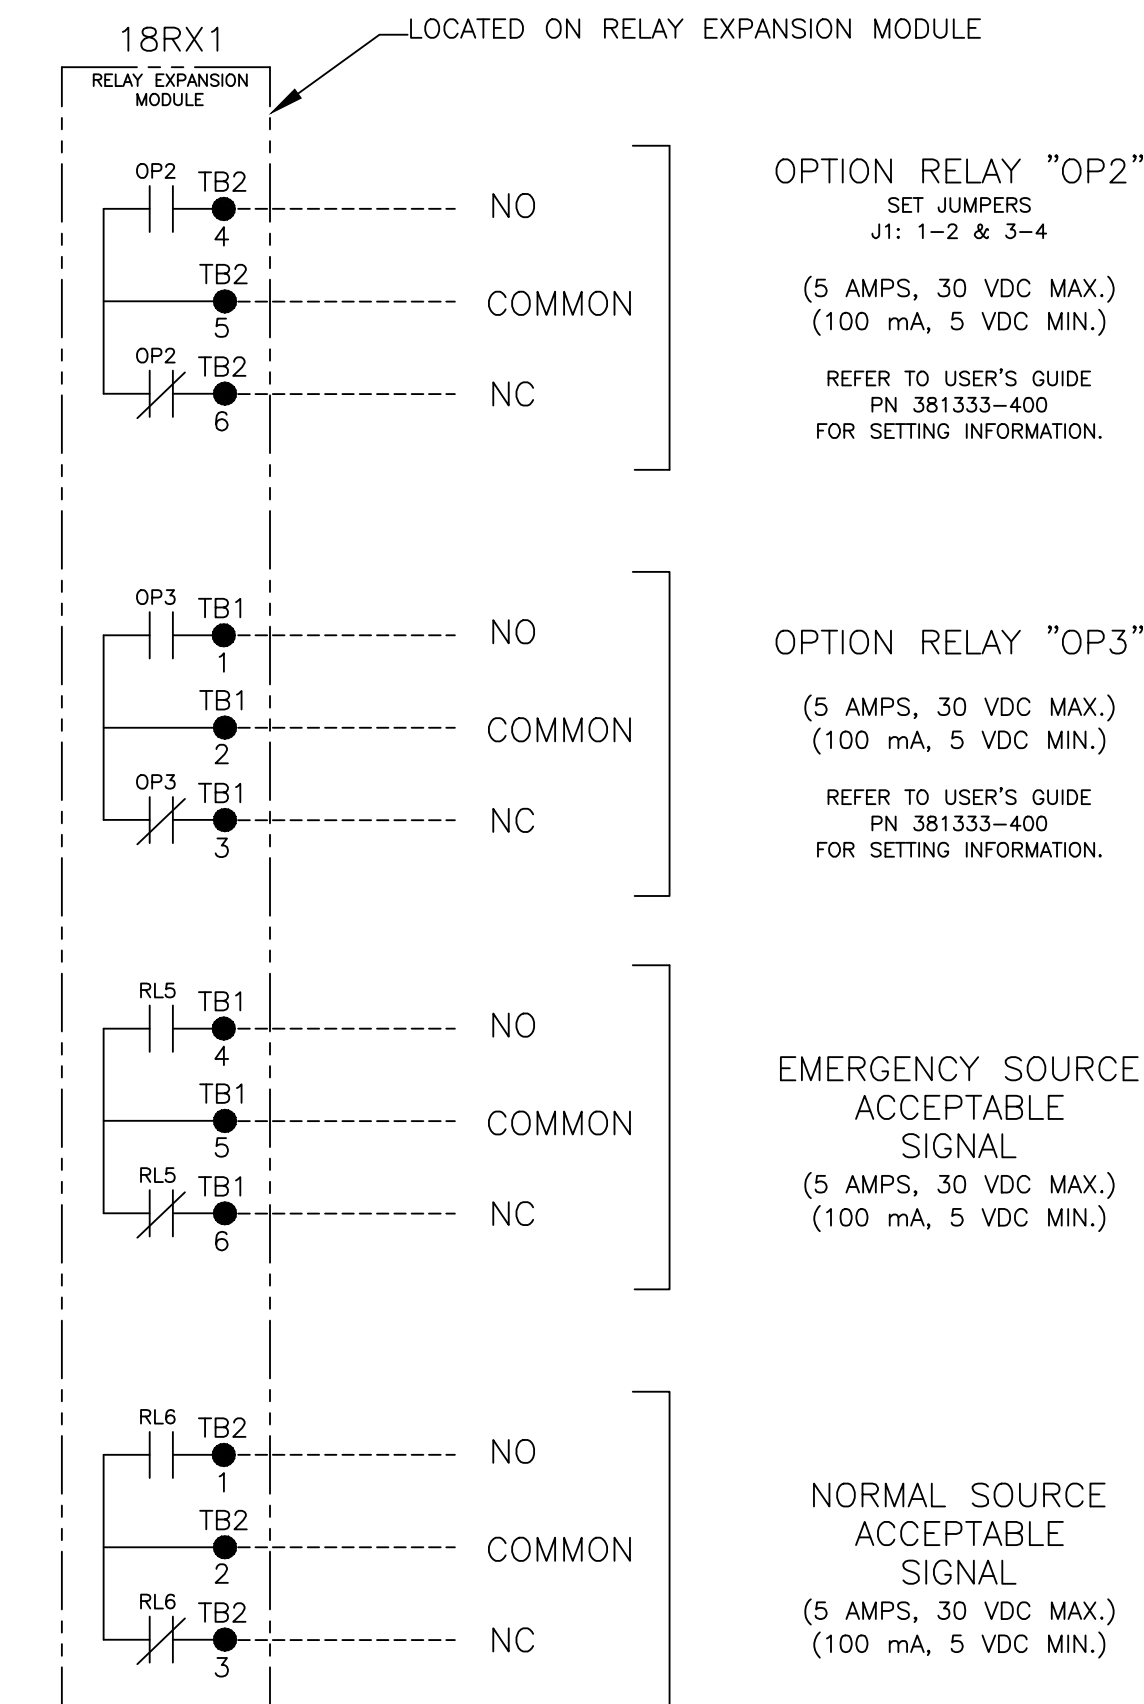 18RX1
LOCATED ON RELAY EXPANSION MODULE
RELAY EXPANSION
MODULE
OP2 TB2
4
NO
TB2
5
COMMON
OP2 TB2
6
NC
OPTION RELAY ”OP2”
SET JUMPERS
J1: 1-2 & 3-4
(5 AMPS, 30 VDC MAX.)
(100 mA, 5 VDC MIN.)
REFER TO USER'S GUIDE
PN 381333-400
FOR SETTING INFORMATION.
OP3 TB1
1
NO
TB1
2
COMMON
OP3 TB1
3
NC
OPTION RELAY ”OP3”
(5 AMPS, 30 VDC MAX.)
(100 mA, 5 VDC MIN.)
REFER TO USER'S GUIDE
PN 381333-400
FOR SETTING INFORMATION.
RL5 TB1
4
NO
TB1
5
COMMON
RL5 TB1
6
NC
EMERGENCY SOURCE
ACCEPTABLE
SIGNAL
(5 AMPS, 30 VDC MAX.)
(100 mA, 5 VDC MIN.)
RL6 TB2
1
NO
TB2
2
COMMON
RL6 TB2
3
NC
NORMAL SOURCE
ACCEPTABLE
SIGNAL
(5 AMPS, 30 VDC MAX.)
(100 mA, 5 VDC MIN.)